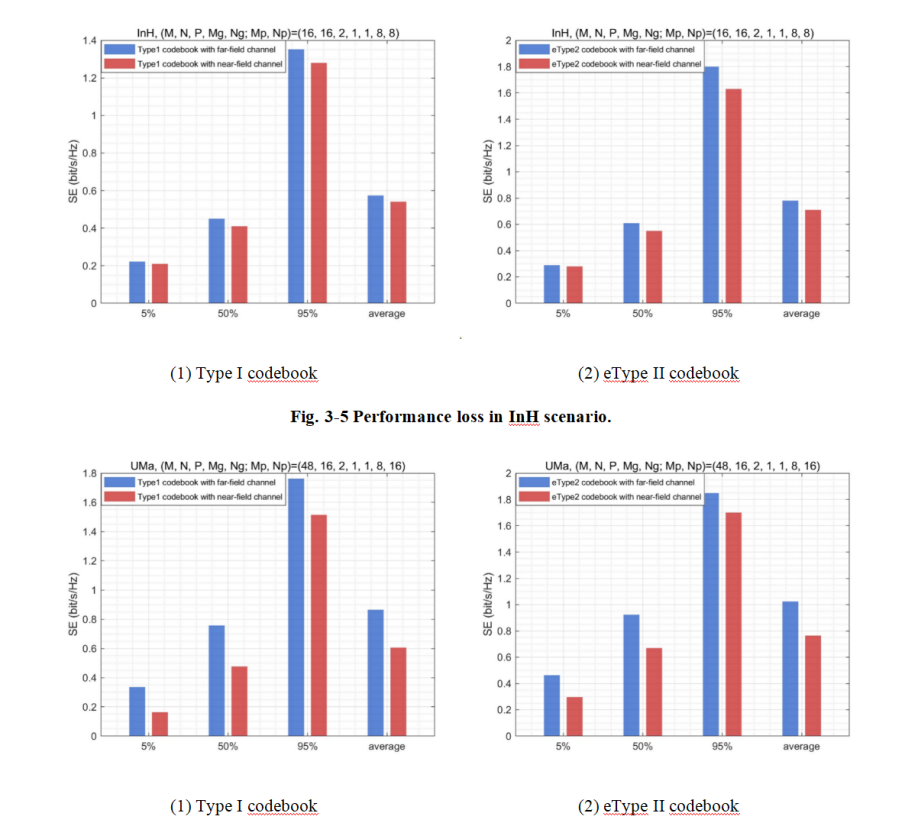 InH, (M, N, P, Mg, Ng; Mp, Np)=(16, 16, 2, 1, 1, 8, 8)
Type1 codebook with far-field channel
Type1 codebook with near-field channel
SE (bit/s/Hz)
1.4
1.2
1
0.8
0.6
0.4
0.2
0
5% 50% 95% average
InH, (M, N, P, Mg, Ng; Mp, Np)=(16, 16, 2, 1, 1, 8, 8)
eType2 codebook with far-field channel
eType2 codebook with near-field channel
SE (bit/s/Hz)
2
1.8
1.6
1.4
1.2
1
0.8
0.6
0.4
0.2
0
5% 50% 95% average
(1) Type I codebook
(2) eType II codebook
Fig. 3-5 Performance loss in InH scenario.
UMa, (M, N, P, Mg, Ng; Mp, Np)=(48, 16, 2, 1, 1, 8, 16)
Type1 codebook with far-field channel
Type1 codebook with near-field channel
SE (bit/s/Hz)
1.8
1.6
1.4
1.2
1
0.8
0.6
0.4
0.2
0
5% 50% 95% average
UMa, (M, N, P, Mg, Ng; Mp, Np)=(48, 16, 2, 1, 1, 8, 16)
eType2 codebook with far-field channel
eType2 codebook with near-field channel
SE (bit/s/Hz)
2
1.8
1.6
1.4
1.2
1
0.8
0.6
0.4
0.2
0
5% 50% 95% average
(1) Type I codebook
(2) eType II codebook